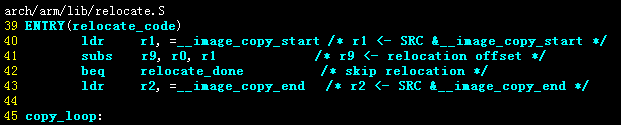 arch/arm/lib/relocate.S
39 ENTRY(relocate_code)
40 ldr r1, =__image_copy_start /* r1 <- SRC &__image_copy_start */
41 subs r9, r0, r1 /* r9 <- relocation offset */
42 beq relocate_done /* skip relocation */
43 ldr r2, =__image_copy_end /* r2 <- SRC &__image_copy_end */
44
45 copy_loop: